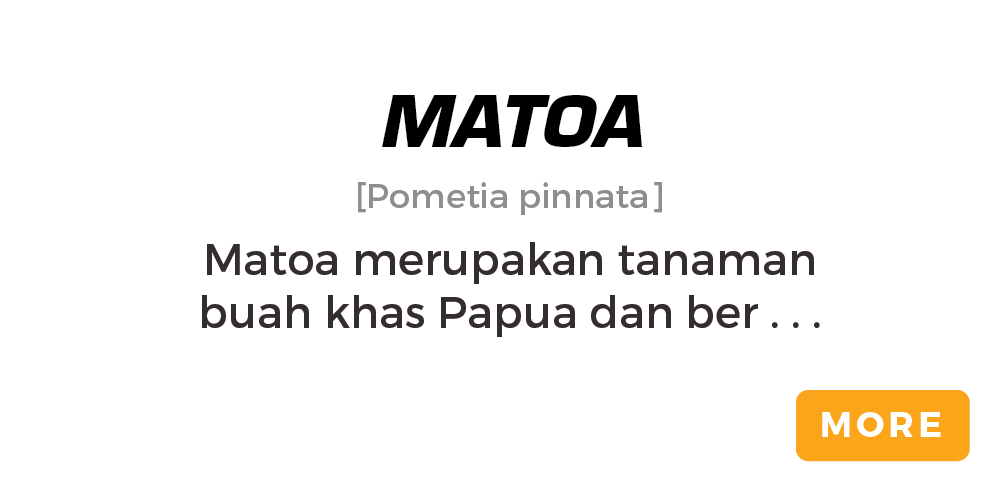 MATOA
[Pometia pinnata]
Matoa merupakan tanaman
buah khas Papua dan ber . . .
MORE